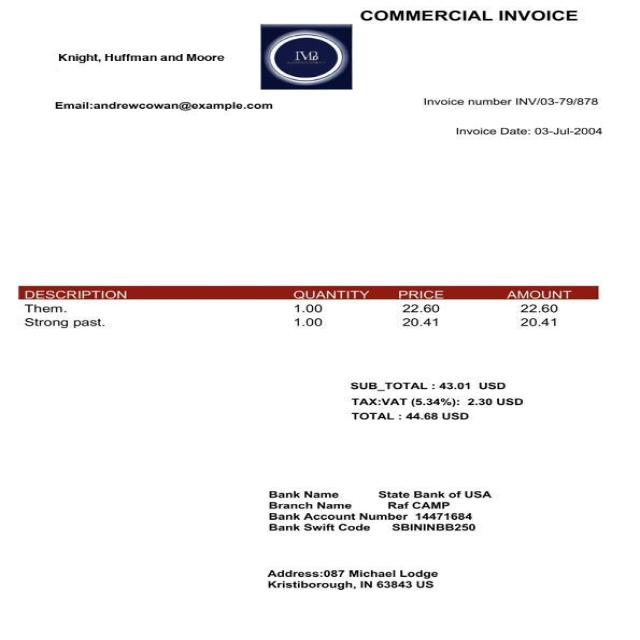 COMMERCIAL INVOICE
Knight, Huffman and Moore
Email:andrewcowan@example.com
Invoice number INV/03-79/878
Invoice Date: 03-Jul-2004
DESCRIPTION QUANTITY PRICE AMOUNT
Them. 1.00 22.60 22.60
Strong past. 1.00 20.41 20.41
SUB_TOTAL : 43.01 USD
TAX:VAT (5.34%): 2.30 USD
TOTAL : 44.68 USD
Bank Name State Bank of USA
Branch Name Raf CAMP
Bank Account Number 14471684
Bank Swift Code SBININBB250
Address:087 Michael Lodge
Kristiborough, IN 63843 US